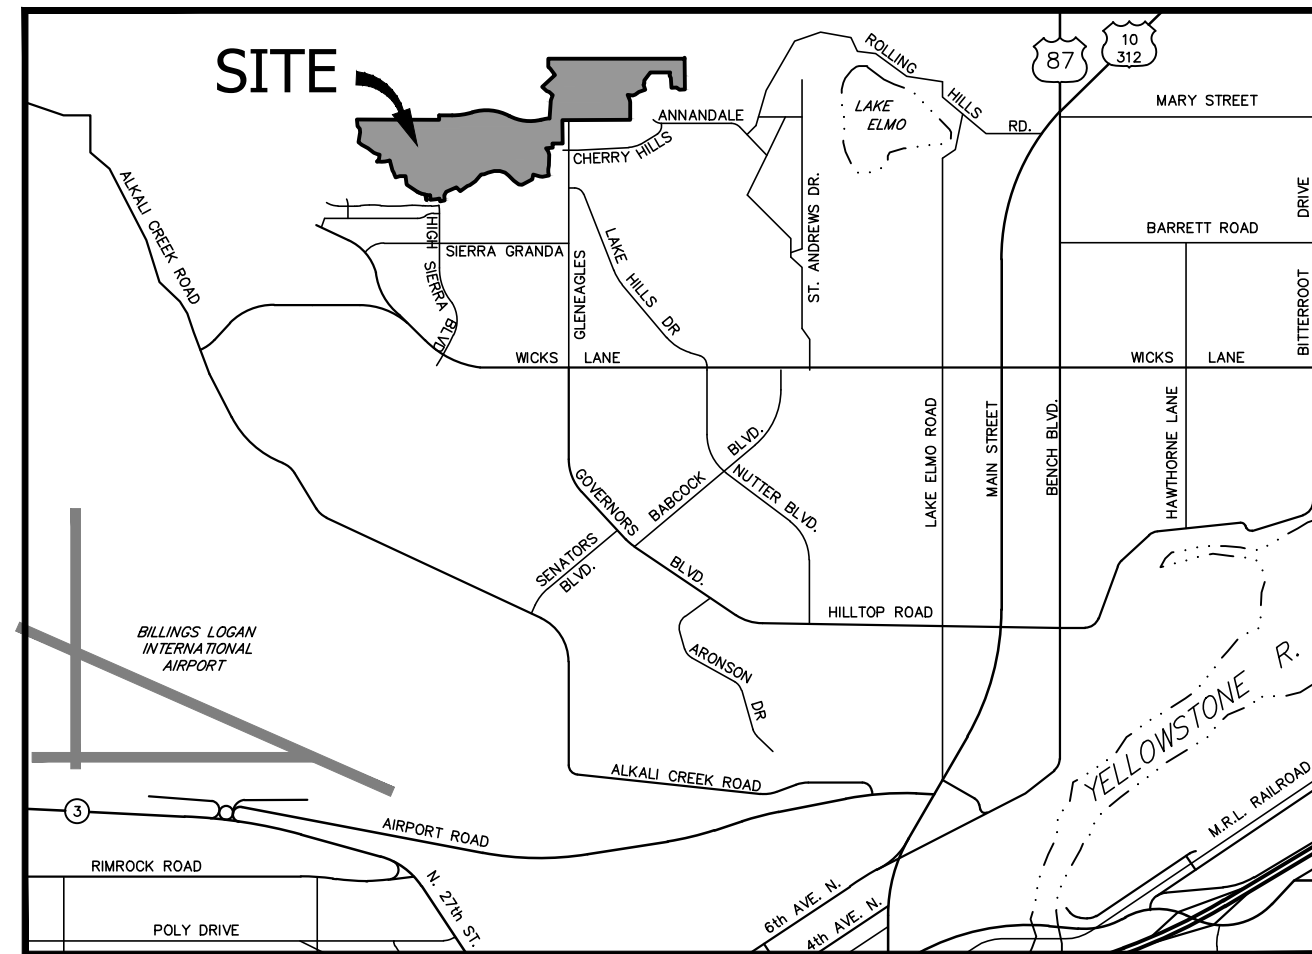 SITE
ROLLING
HILLS
RD.
87
10
312
MARY STREET
LAKE
ELMO
ANNANDALE
CHERRY HILLS
ALKALI CREEK ROAD
HIGH SIERRA BLVD
SIERRA GRANDA
GLENEAGLES
LAKE HILLS DR
ST. ANDREWS DR.
BARRETT ROAD
BITTERROOT DRIVE
WICKS LANE
WICKS LANE
LAKE ELMO ROAD
MAIN STREET
BENCH BLVD.
HAWTHORNE LANE
GOVERNORS
BLVD.
BABCOCK
BLVD.
NUTTER BLVD.
SENATORS
BLVD.
HILLTOP ROAD
ARONSON
DR
BILLINGS LOGAN
INTERNATIONAL
AIRPORT
YELLOWSTONE R.
ALKALI CREEK ROAD
M.R.L. RAILROAD
3
AIRPORT ROAD
RIMROCK ROAD
N. 27th ST.
POLY DRIVE
6th AVE. N.
4th AVE. N.